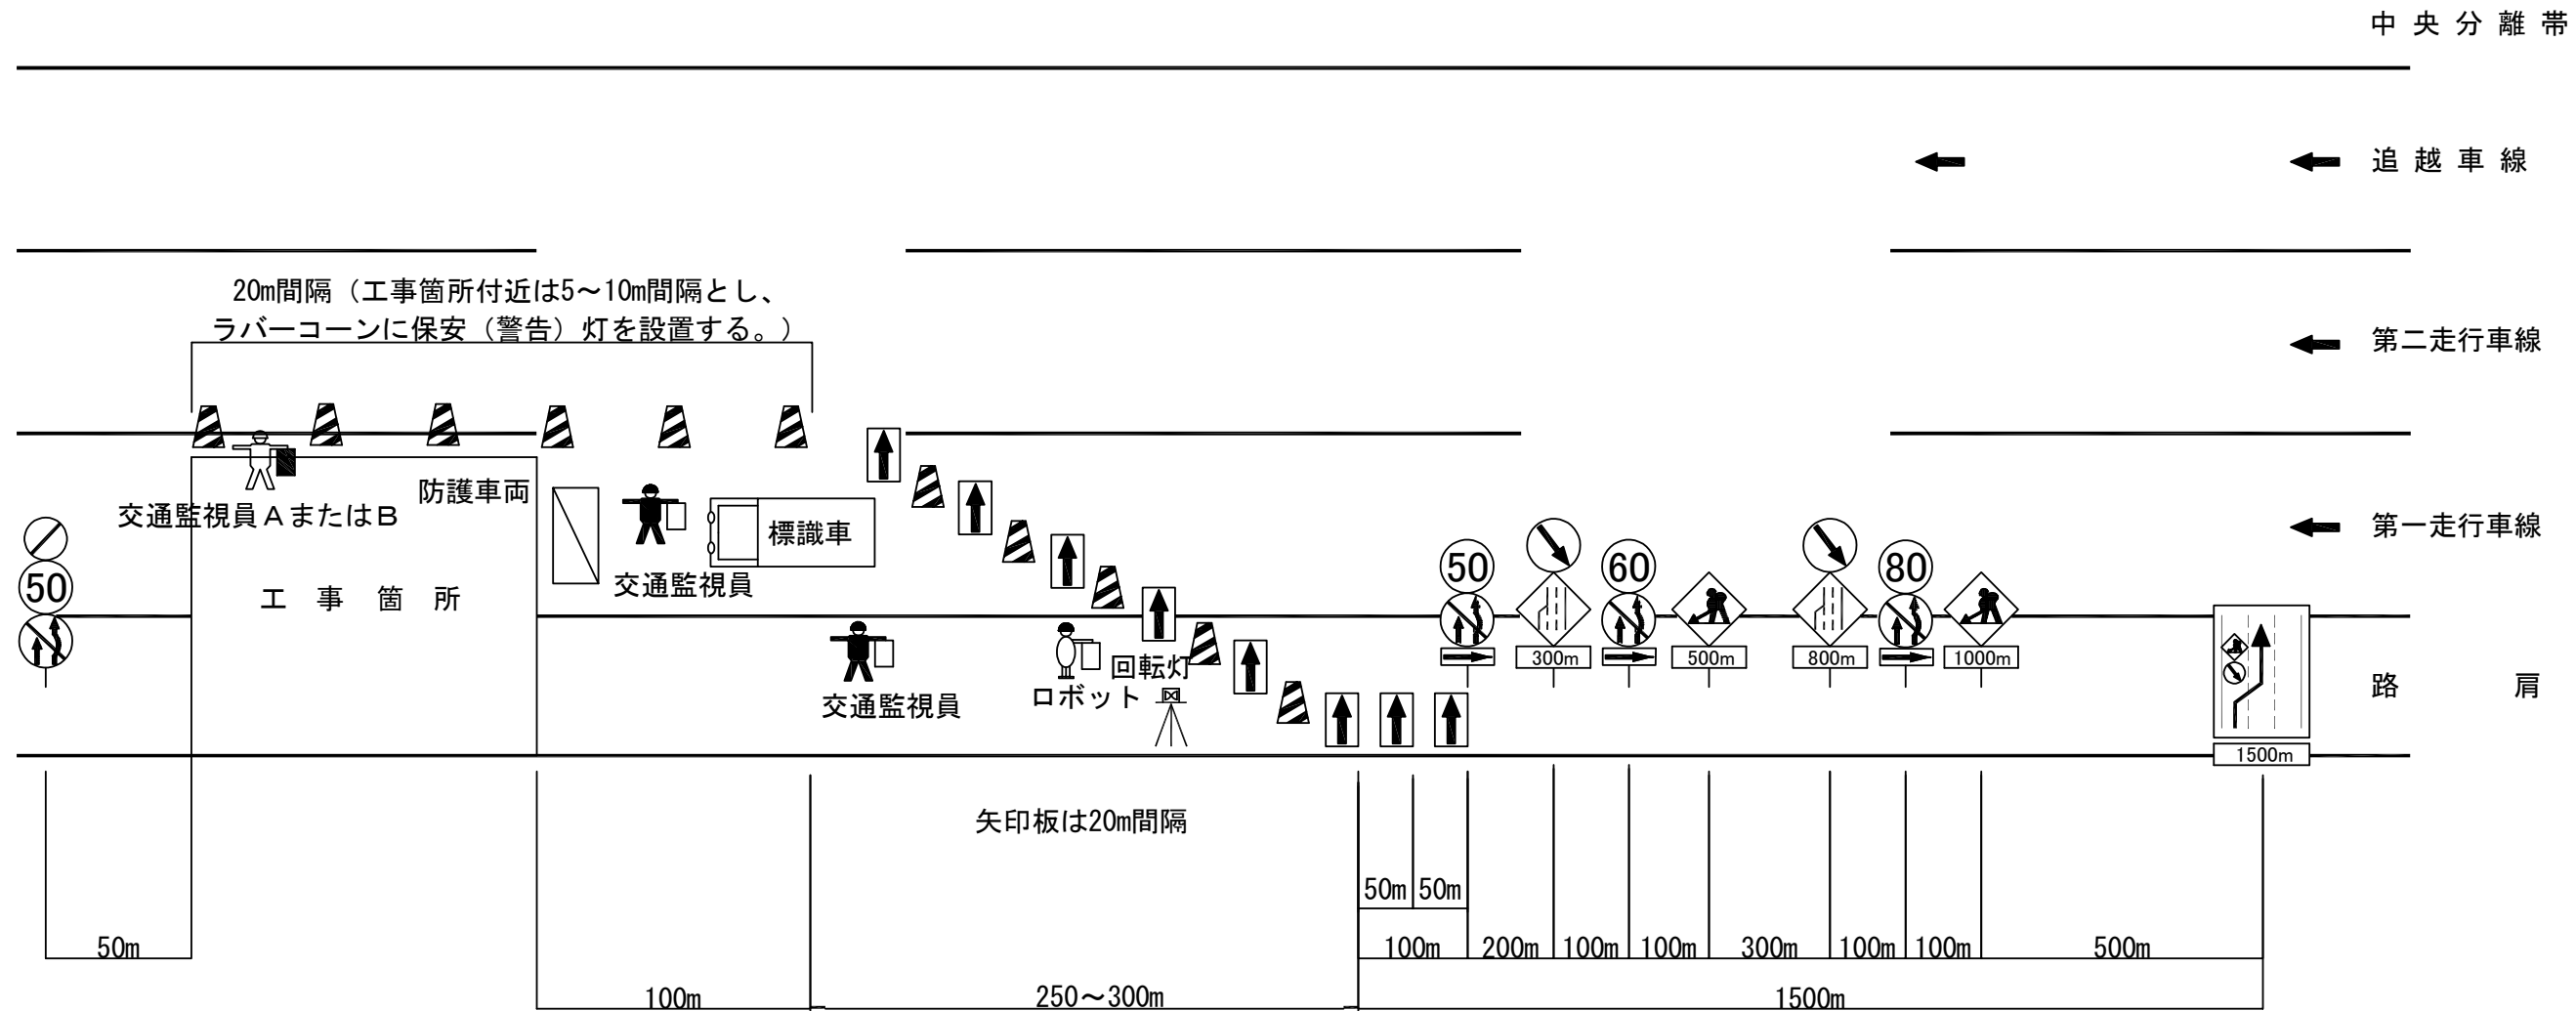 中央分離帯
追越車線
20m間隔（工事箇所付近は5～10m間隔とし、
ラバーコーンに保安（警告）灯を設置する。）
第二走行車線
防護車両
交通監視員AまたはB
標識車
第一走行車線
50
60
80
交通監視員
50
工事箇所
300m
500m
800m
1000m
回転灯
ロボット
交通監視員
路肩
1500m
矢印板は20m間隔
50m
50m
50m
100m
200m
100m
100m
300m
100m
100m
500m
100m
250～300m
1500m